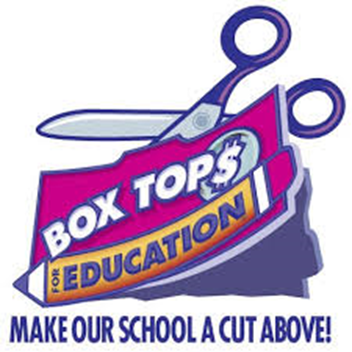 BOX TOP$
FOR EDUCATION
MAKE OUR SCHOOL A CUT ABOVE!